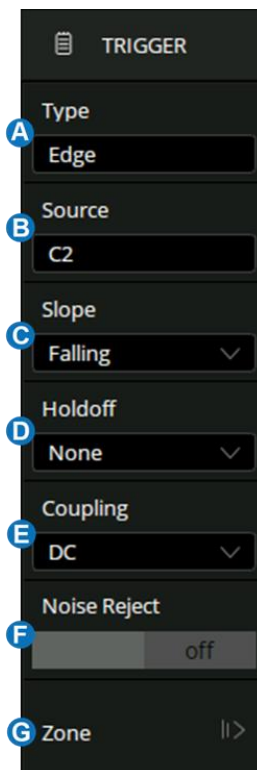 TRIGGER
Type
A
Edge
Source
B
C2
Slope
C
Falling
Holdoff
D
None
Coupling
E
DC
Noise Reject
F
off
G Zone